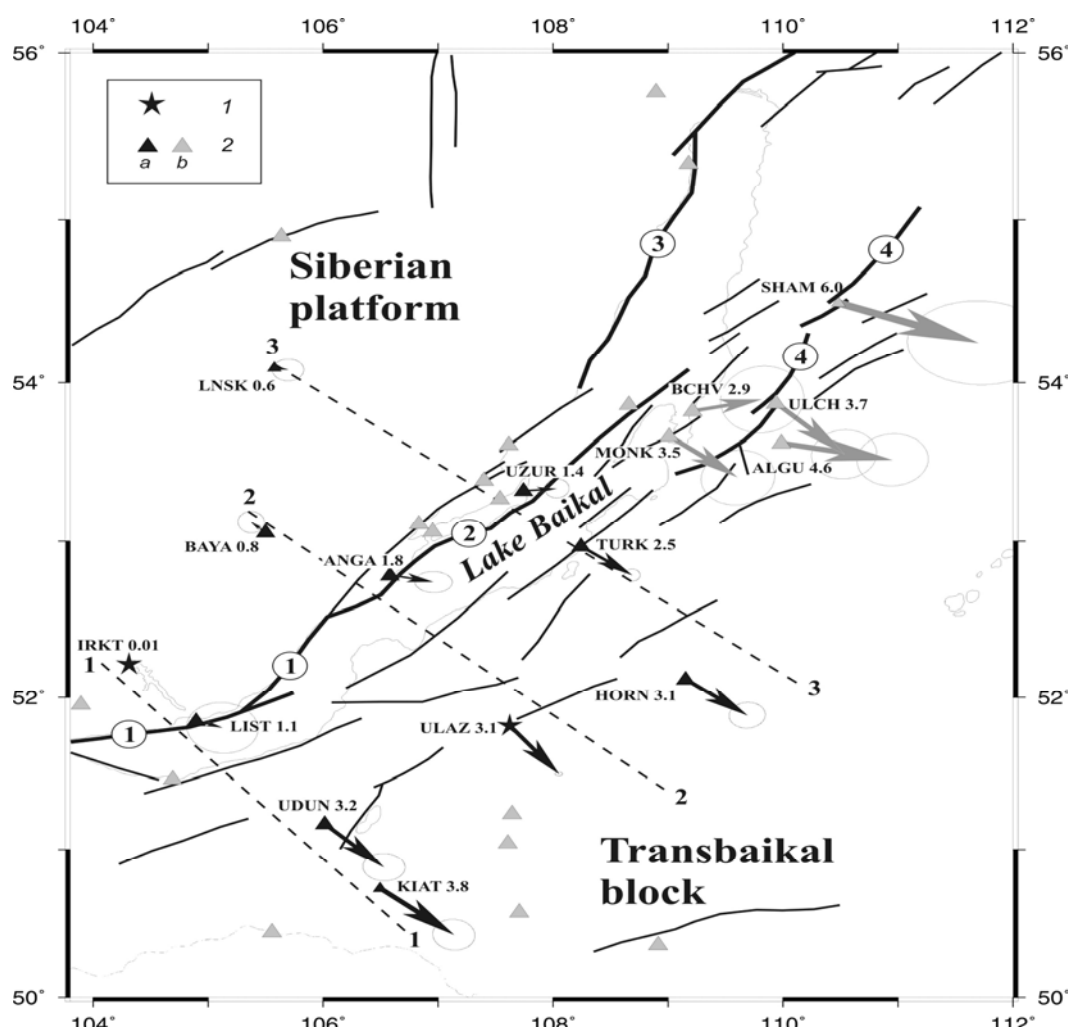 104° 106° 108° 110° 112°
56° 56°
1
2
a b
3
4
Siberian
platform
SHAM 6.0
3
4
LNSK 0.6
54° 54°
BCHV 2.9
ULCH 3.7
MONK 3.5
ALGU 4.6
UZUR 1.4
2
2
BAYA 0.8
Lake Baikal
ANGA 1.8
TURK 2.5
IRKT 0.01
1
1
3
HORN 3.1
52° 52°
LIST 1.1
ULAZ 3.1
1
2
UDUN 3.2
Transbaikal
block
KIAT 3.8
1
50° 50°
104° 106° 108° 110° 112°